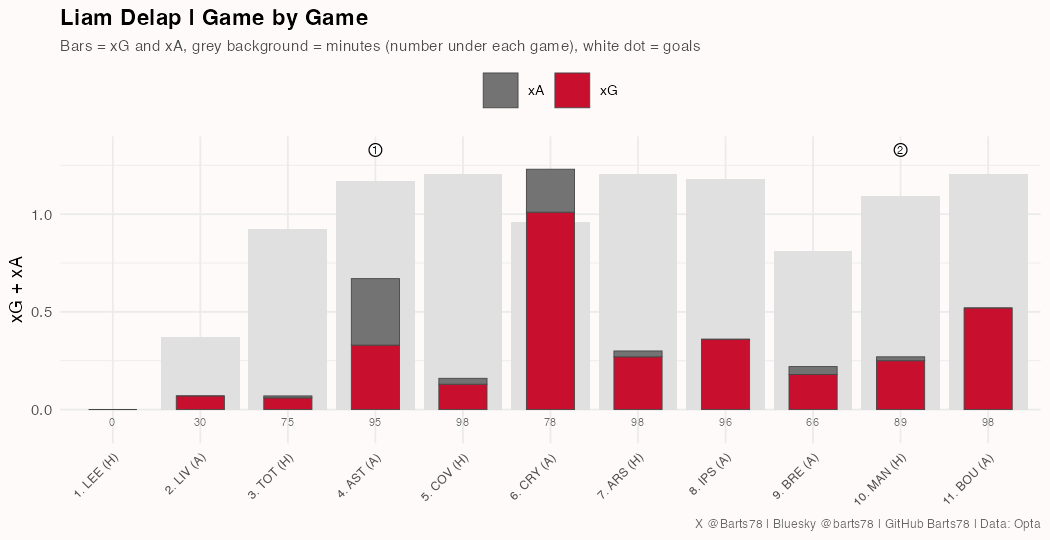 Liam Delap | Game by Game
Bars = xG and xA, grey background = minutes (number under each game), white dot = goals
xA xG
1 2
xG + xA
1.0
0.5
0.0
0 30 75 95 98 78 98 96 66 89 98
1. LEE (H)
2. LIV (A)
3. TOT (H)
4. AST (A)
5. COV (H)
6. CRY (A)
7. ARS (H)
8. IPS (A)
9. BRE (A)
10. MAN (H)
11. BOU (A)
X @Barts78 | Bluesky @barts78 | GitHub Barts78 | Data: Opta